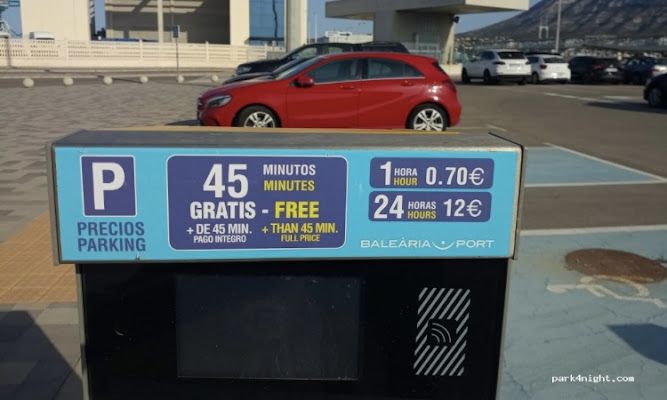 P
PRECIOS
PARKING
45 MINUTOS
MINUTES
GRATIS - FREE
+ DE 45 MIN. + THAN 45 MIN.
PAGO INTEGRO FULL PRICE
1 HORA
HOUR 0.70€
24 HORAS
HOURS 12€
BALEÀRIA PORT
park4night.com